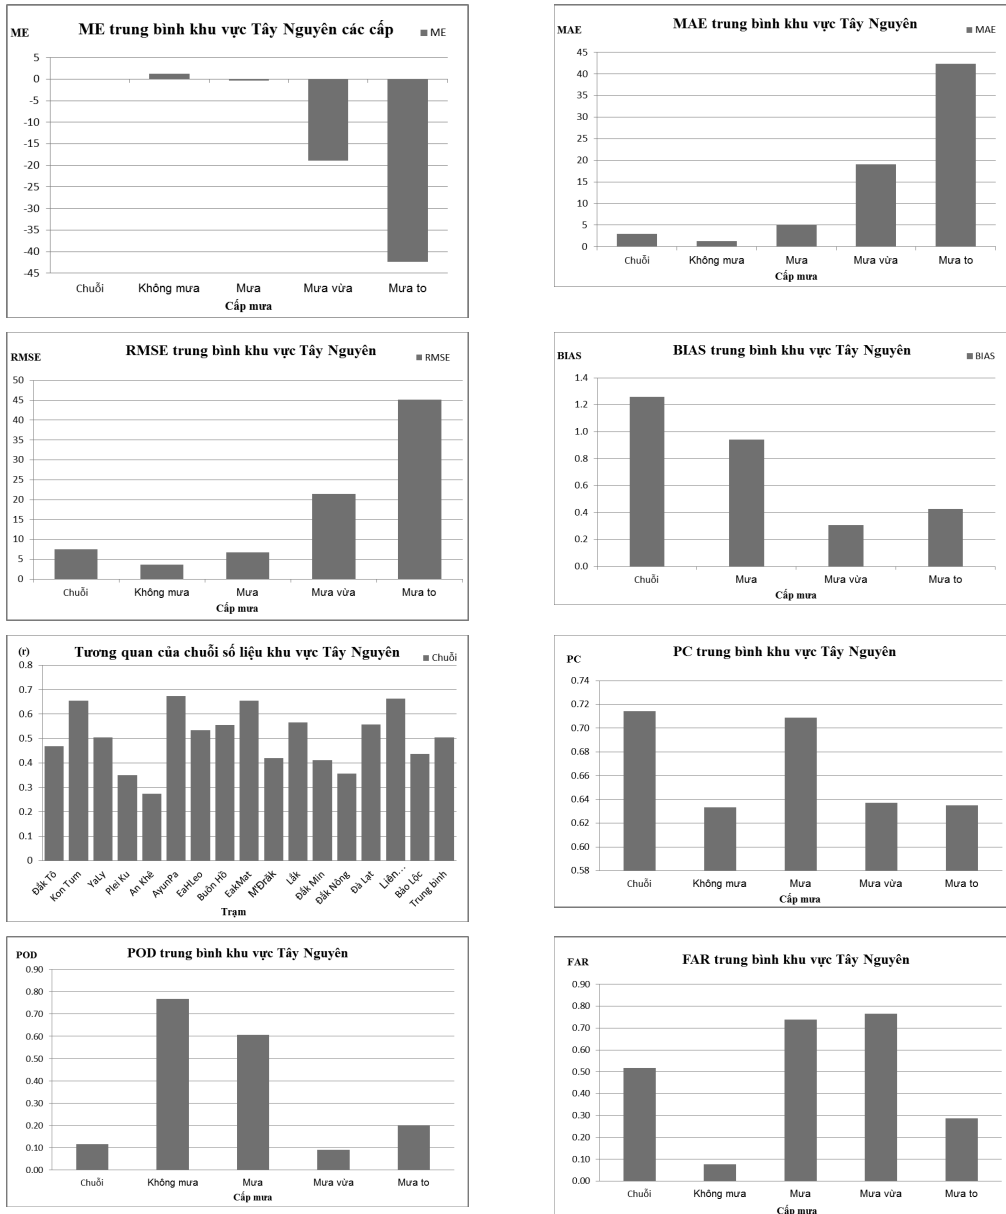 ME
ME trung bình khu vực Tây Nguyên các cấp
ME
5
0
-5
-10
-15
-20
-25
-30
-35
-40
-45
Chuỗi Không mưa Mưa Mưa vừa Mưa to
Cấp mưa
MAE
MAE trung bình khu vực Tây Nguyên
MAE
45
40
35
30
25
20
15
10
5
0
Chuỗi Không mưa Mưa Mưa vừa Mưa to
Cấp mưa
RMSE
RMSE trung bình khu vực Tây Nguyên
RMSE
50
45
40
35
30
25
20
15
10
5
0
Chuỗi Không mưa Mưa Mưa vừa Mưa to
Cấp mưa
BIAS
BIAS trung bình khu vực Tây Nguyên
BIAS
1.4
1.2
1.0
0.8
0.6
0.4
0.2
0.0
Chuỗi Mưa Mưa vừa Mưa to
Cấp mưa
(r)
Tương quan của chuỗi số liệu khu vực Tây Nguyên
Chuỗi
0.8
0.7
0.6
0.5
0.4
0.3
0.2
0.1
0
Đắk Tô Kon Tum YaLy Plei Ku An Khê AyunPa EaHLeo Buôn Hồ EakMat M'Drăk Lắk Đắk Min Đắk Nông Đà Lạt Liên... Bảo Lộc Trung bình
Trạm
PC
PC trung bình khu vực Tây Nguyên
0.74
0.72
0.70
0.68
0.66
0.64
0.62
0.60
0.58
Chuỗi Không mưa Mưa Mưa vừa Mưa to
Cấp mưa
POD
POD trung bình khu vực Tây Nguyên
0.90
0.80
0.70
0.60
0.50
0.40
0.30
0.20
0.10
0.00
Chuỗi Không mưa Mưa Mưa vừa Mưa to
Cấp mưa
FAR
FAR trung bình khu vực Tây Nguyên
0.90
0.80
0.70
0.60
0.50
0.40
0.30
0.20
0.10
0.00
Chuỗi Không mưa Mưa Mưa vừa Mưa to
Cấp mưa